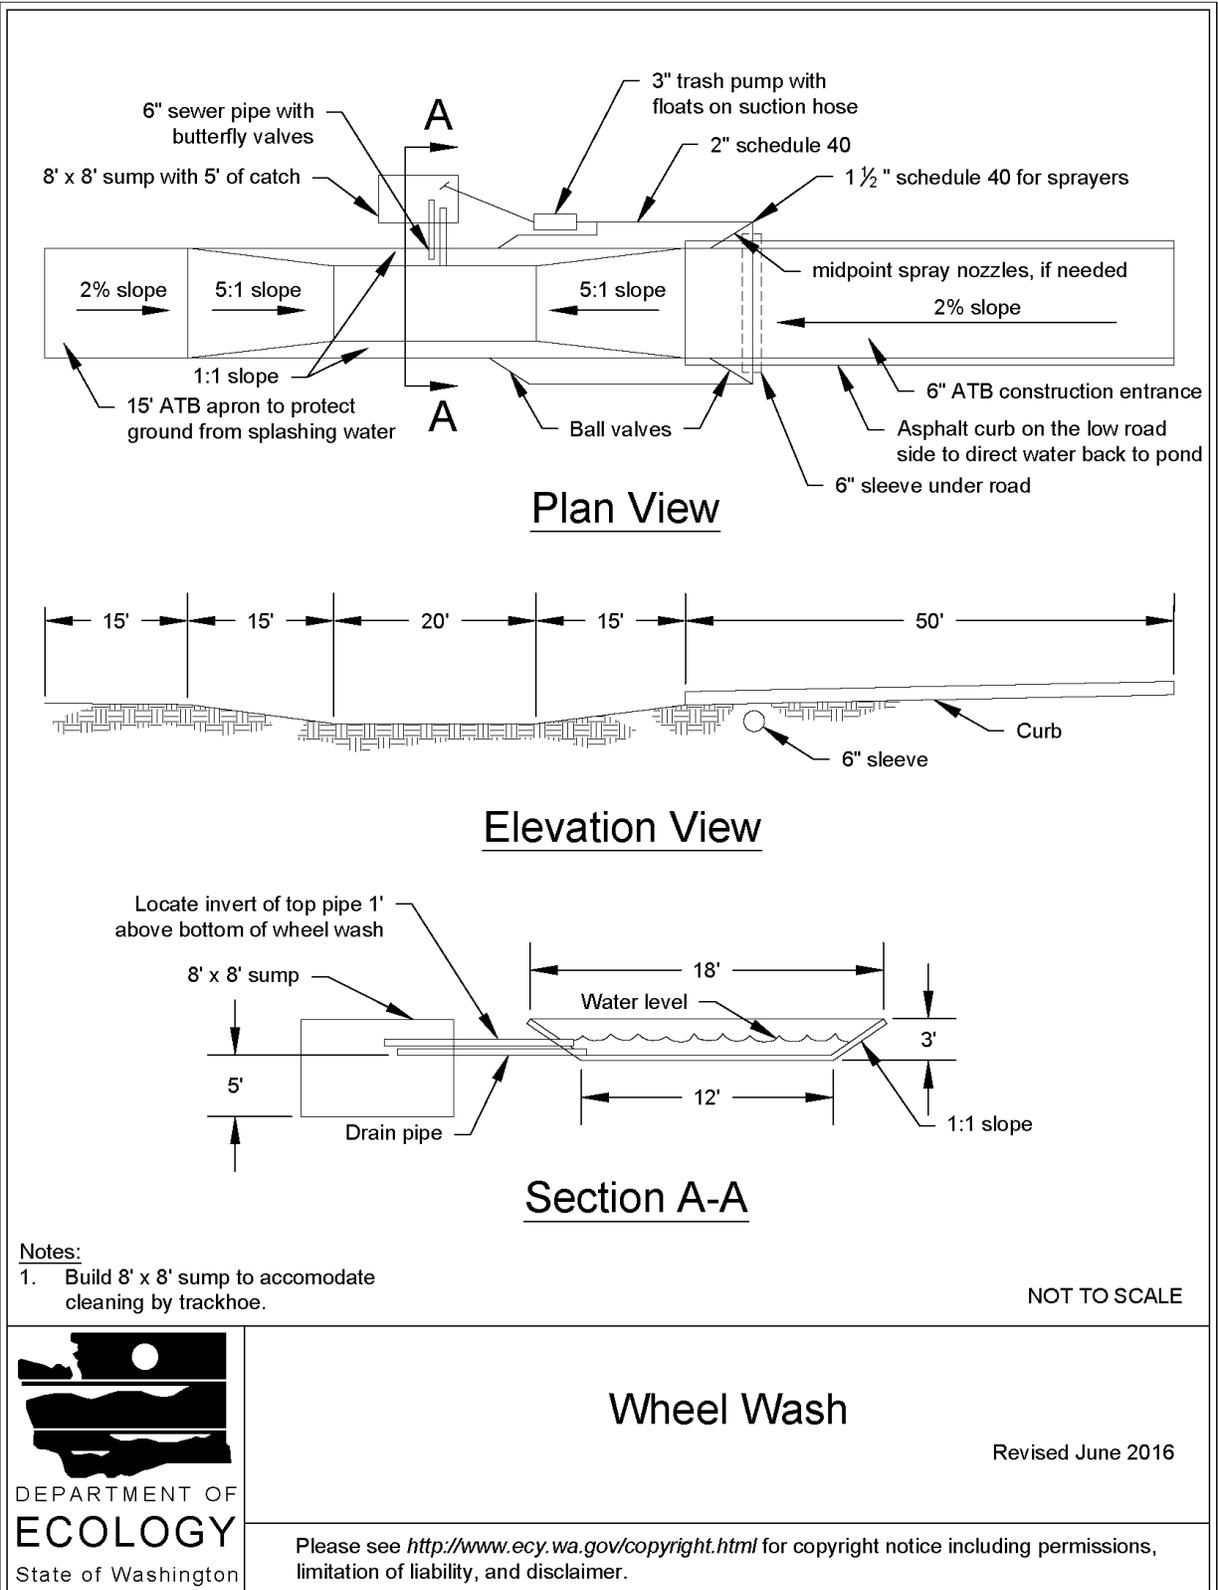 3" trash pump with
floats on suction hose
6" sewer pipe with
butterfly valves
A
2" schedule 40
8' x 8' sump with 5' of catch
1 ½ " schedule 40 for sprayers
midpoint spray nozzles, if needed
2% slope
5:1 slope
5:1 slope
2% slope
1:1 slope
6" ATB construction entrance
15' ATB apron to protect
ground from splashing water
A
Ball valves
Asphalt curb on the low road
side to direct water back to pond
6" sleeve under road
Plan View
15'
15'
20'
15'
50'
Curb
6" sleeve
Elevation View
Locate invert of top pipe 1'
above bottom of wheel wash
8' x 8' sump
18'
Water level
3'
5'
12'
1:1 slope
Drain pipe
Section A-A
Notes:
1. Build 8' x 8' sump to accomodate
cleaning by trackhoe.
NOT TO SCALE
Wheel Wash
Revised June 2016
DEPARTMENT OF
ECOLOGY
State of Washington
Please see http://www.ecy.wa.gov/copyright.html for copyright notice including permissions,
limitation of liability, and disclaimer.